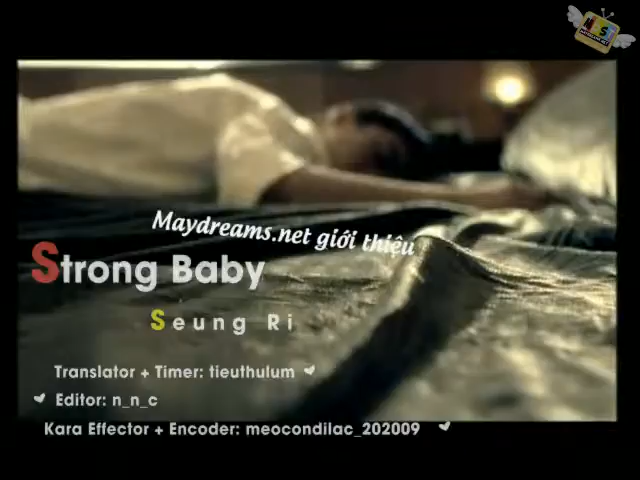 Maydreams.net giới thiệu
Strong Baby
Seung Ri
Translator + Timer: tieuthulum
Editor: n_n_c
Kara Effector + Encoder: meocondilac_202009